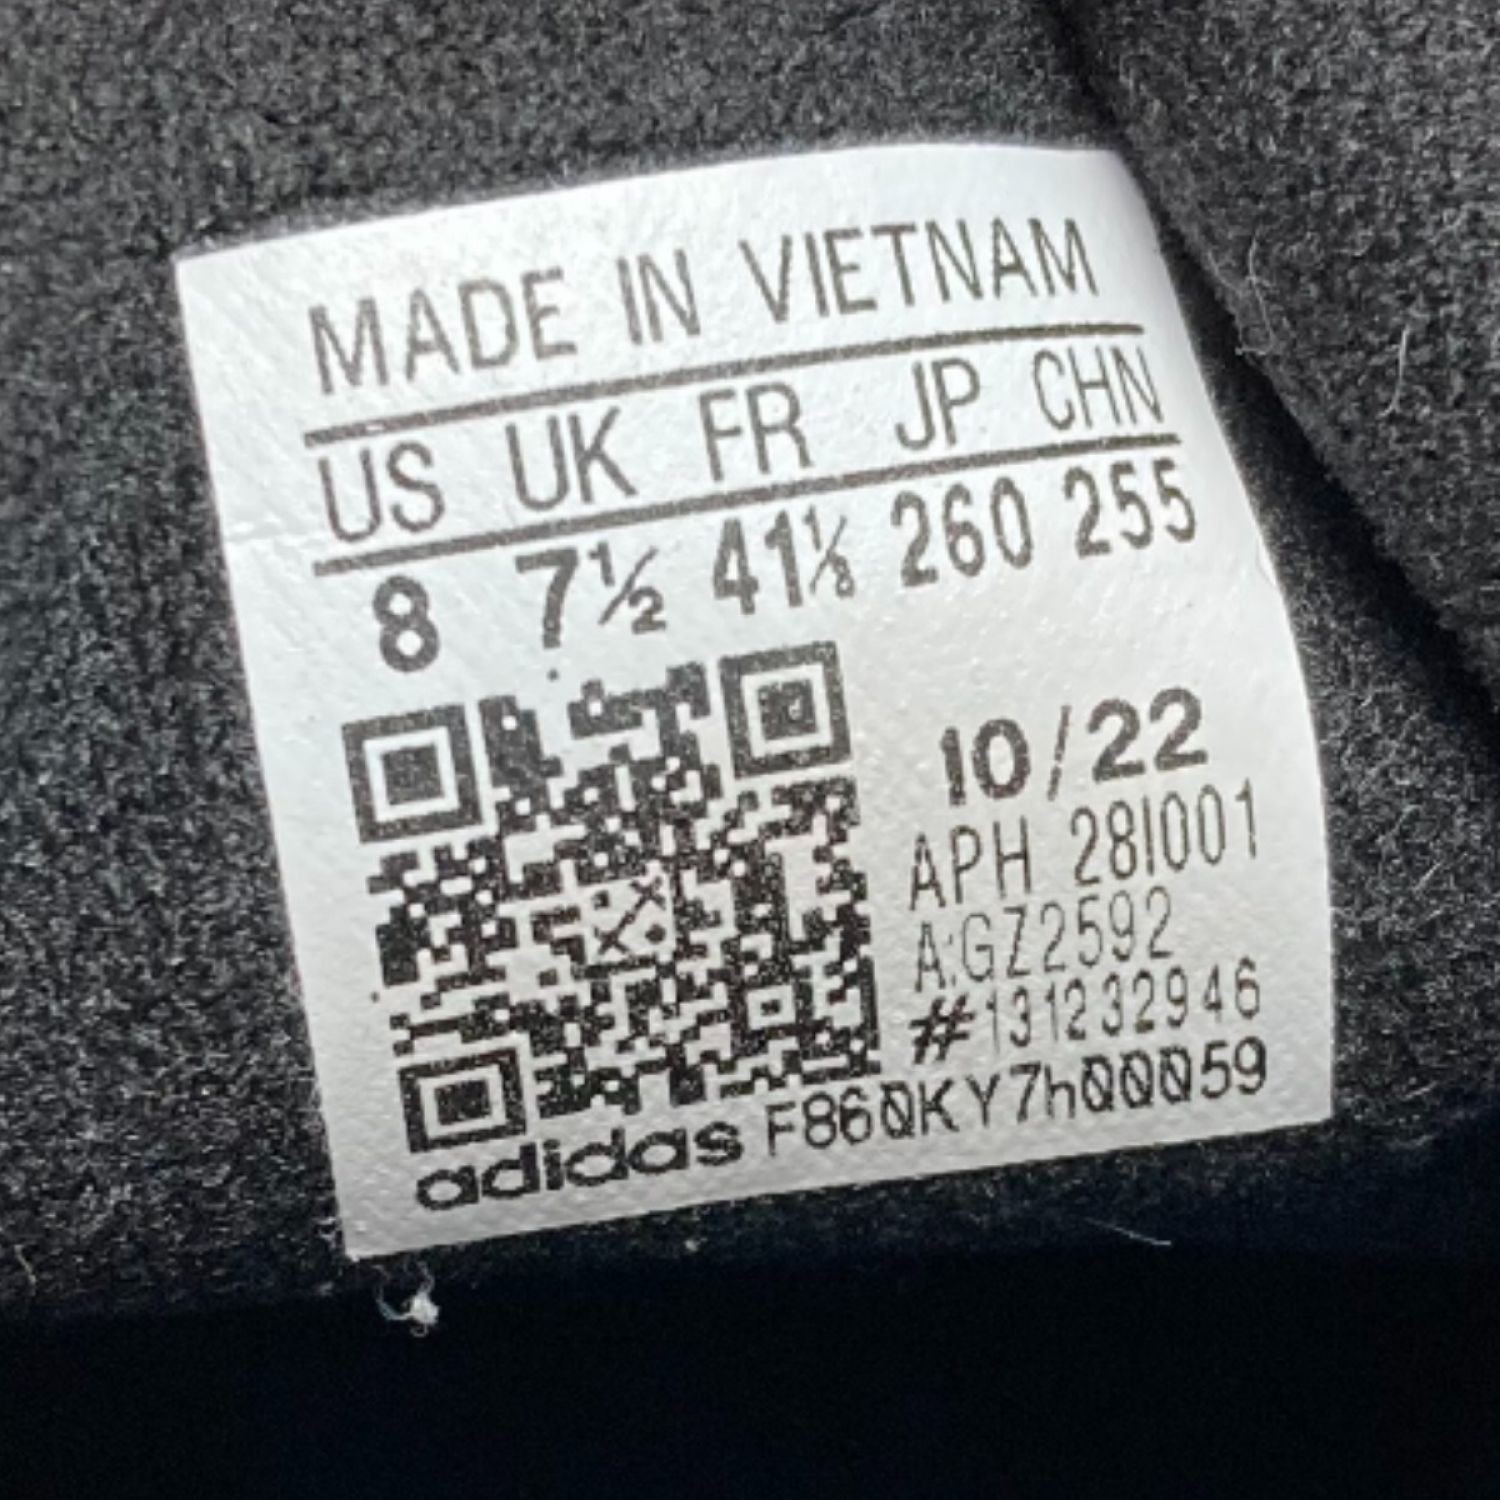 MADE IN VIETNAM
US UK FR JP CHN
8 7½ 41⅓ 260 255
10/22
APH 28I001
A:GZ2592
#131232946
adidas F860KY7h00059